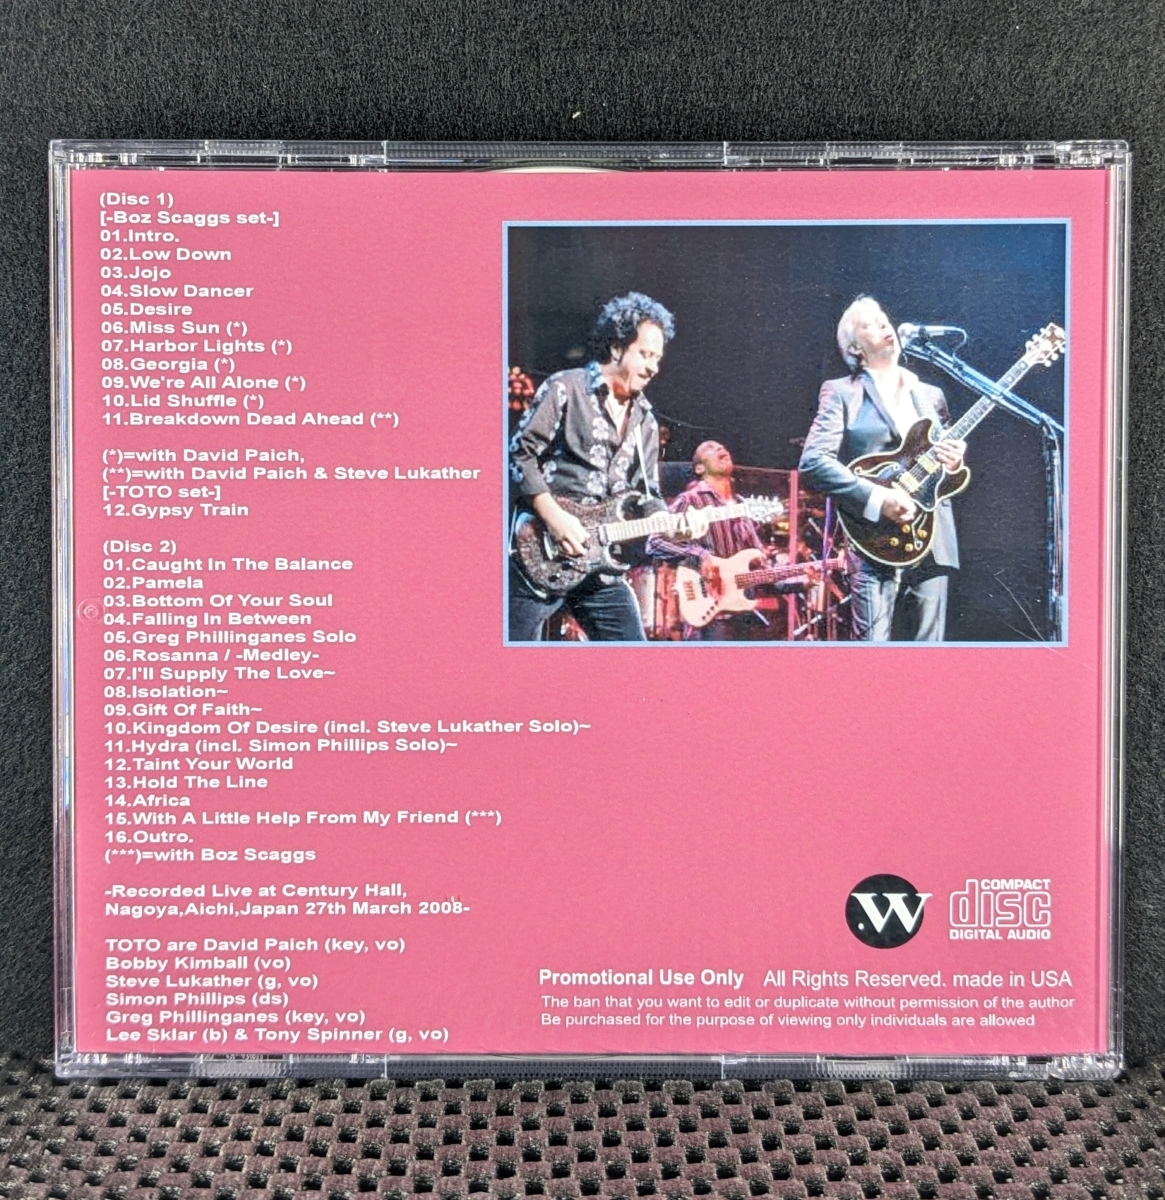 (Disc 1)
[-Boz Scaggs set-]
01.Intro.
02.Low Down
03.Jojo
04.Slow Dancer
05.Desire
06.Miss Sun (*)
07.Harbor Lights (*)
08.Georgia (*)
09.We're All Alone (*)
10.Lid Shuffle (*)
11.Breakdown Dead Ahead (**)
(*)=with David Paich,
(**)=with David Paich & Steve Lukather
[-TOTO set-]
12.Gypsy Train
(Disc 2)
01.Caught In The Balance
02.Pamela
03.Bottom Of Your Soul
04.Falling In Between
05.Greg Phillinganes Solo
06.Rosanna / -Medley-
07.I'll Supply The Love~
08.Isolation~
09.Gift Of Faith~
10.Kingdom Of Desire (incl. Steve Lukather Solo)~
11.Hydra (incl. Simon Phillips Solo)~
12.Taint Your World
13.Hold The Line
14.Africa
15.With A Little Help From My Friend (***)
16.Outro.
(***)=with Boz Scaggs
-Recorded Live at Century Hall,
Nagoya,Aichi,Japan 27th March 2008-
TOTO are David Paich (key, vo)
Bobby Kimball (vo)
Steve Lukather (g, vo)
Simon Phillips (ds)
Greg Phillinganes (key, vo)
Lee Sklar (b) & Tony Spinner (g, vo)
.W
COMPACT
disc
DIGITAL AUDIO
Promotional Use Only All Rights Reserved. made in USA
The ban that you want to edit or duplicate without permission of the author
Be purchased for the purpose of viewing only individuals are allowed